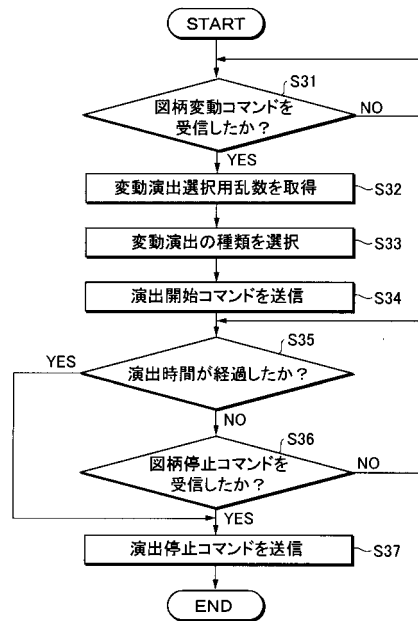 START
S31
図柄変動コマンドを
受信したか？
NO
YES
変動演出選択用乱数を取得
S32
変動演出の種類を選択
S33
演出開始コマンドを送信
S34
S35
YES
演出時間が経過したか？
NO
S36
図柄停止コマンドを
受信したか？
NO
YES
演出停止コマンドを送信
S37
END